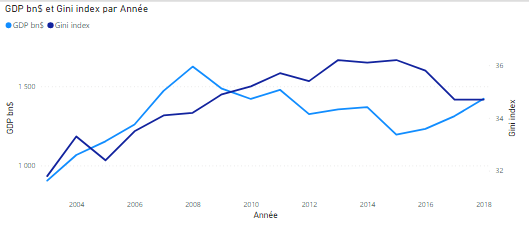 GDP bn$ et Gini index par Année
GDP bn$ Gini index
GDP bn$
1 500
1 000
36
34
32
Gini index
2004 2006 2008 2010 2012 2014 2016 2018
Année